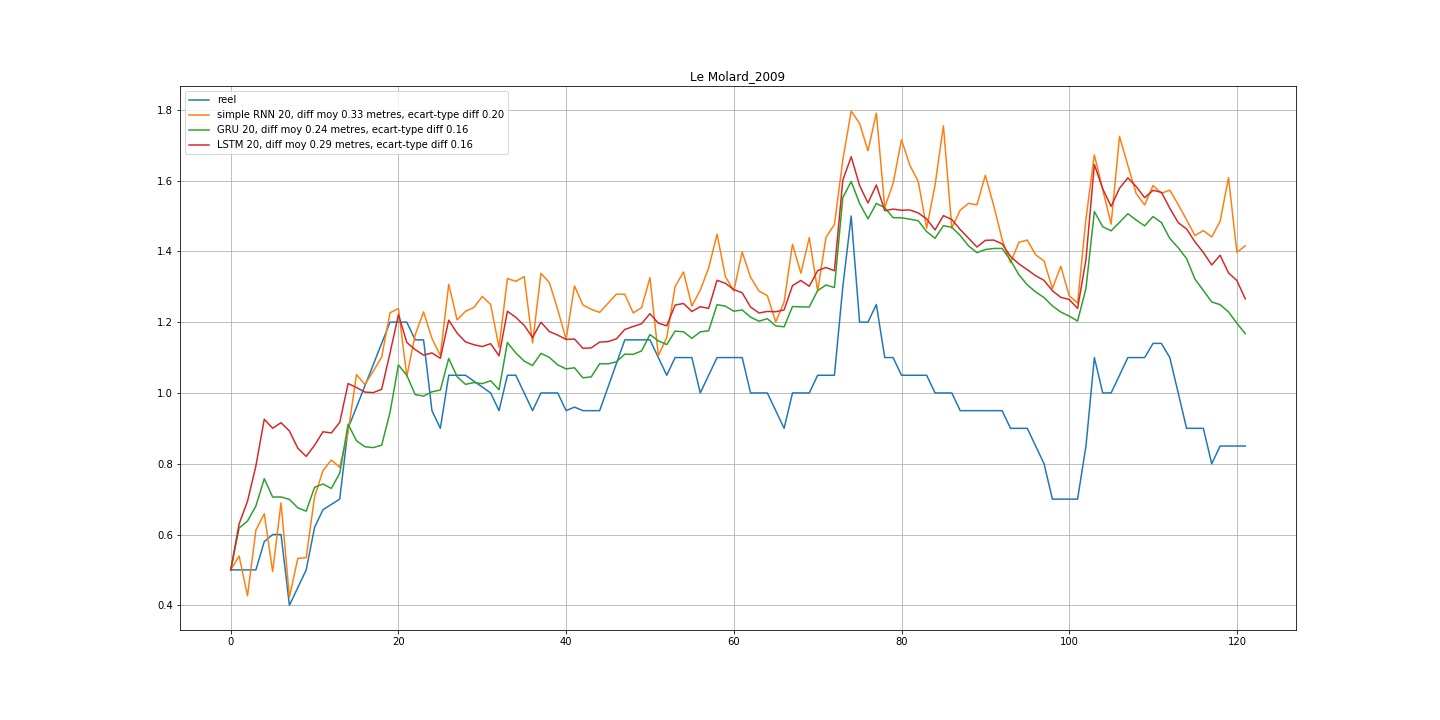 Le Molard_2009
reel
simple RNN 20, diff moy 0.33 metres, ecart-type diff 0.20
GRU 20, diff moy 0.24 metres, ecart-type diff 0.16
LSTM 20, diff moy 0.29 metres, ecart-type diff 0.16
1.8
1.6
1.4
1.2
1.0
0.8
0.6
0.4
0 20 40 60 80 100 120